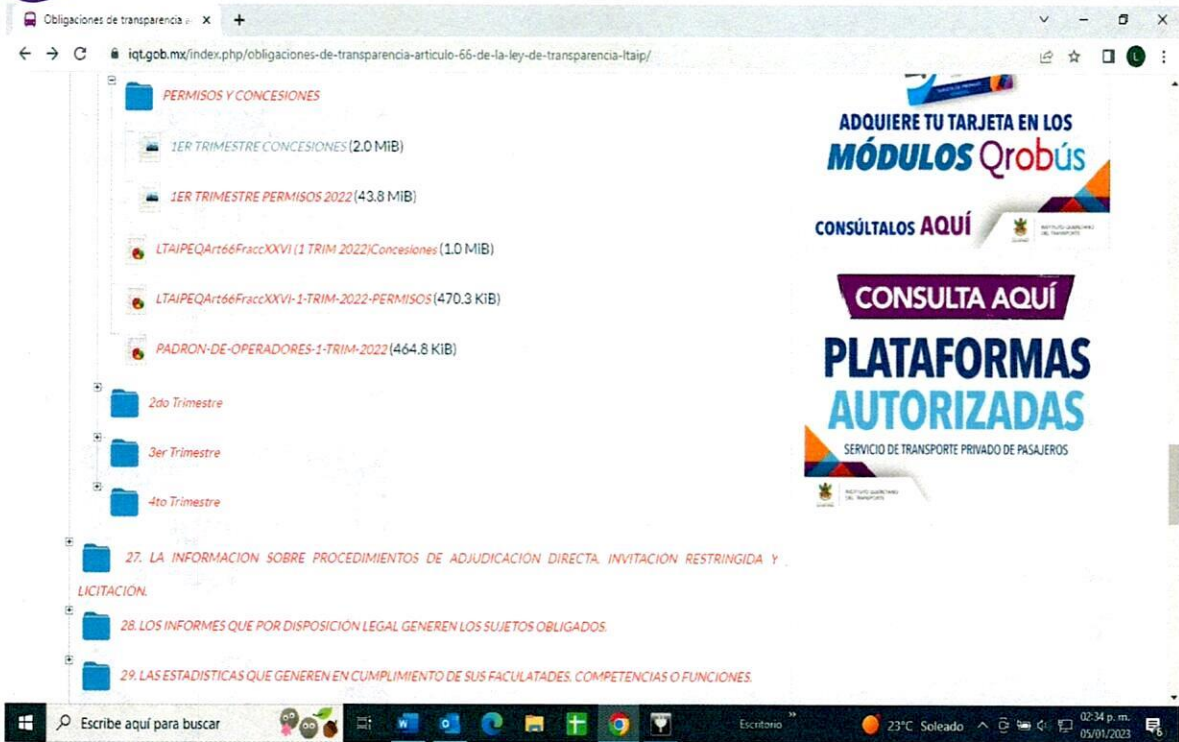 Obligaciones de transparencia a
iqt.gob.mx/index.php/obligaciones-de-transparencia-articulo-66-de-la-ley-de-transparencia-ltaip/
PERMISOS Y CONCESIONES
1ER TRIMESTRE CONCESIONES (2.0 MiB)
1ER TRIMESTRE PERMISOS 2022 (43.8 MiB)
LTAIPEQArt66FraccXXVI (1 TRIM 2022)Concesiones (1.0 MiB)
LTAIPEQArt66FraccXXVI-1-TRIM-2022-PERMISOS (470.3 KiB)
PADRON-DE-OPERADORES-1-TRIM-2022 (464.8 KiB)
2do Trimestre
3er Trimestre
4to Trimestre
27. LA INFORMACION SOBRE PROCEDIMIENTOS DE ADJUDICACIÓN DIRECTA. INVITACIÓN RESTRINGIDA Y
LICITACIÓN.
28. LOS INFORMES QUE POR DISPOSICIÓN LEGAL GENEREN LOS SUJETOS OBLIGADOS.
29. LAS ESTADISTICAS QUE GENEREN EN CUMPLIMIENTO DE SUS FACULATADES. COMPETENCIAS O FUNCIONES.
ADQUIERE TU TARJETA EN LOS
MÓDULOS Qrobús
CONSÚLTALOS AQUÍ
CONSULTA AQUÍ
PLATAFORMAS
AUTORIZADAS
SERVICIO DE TRANSPORTE PRIVADO DE PASAJEROS
Escribe aquí para buscar
Escritorio
23°C Soleado
02:34 p. m.
05/01/2023